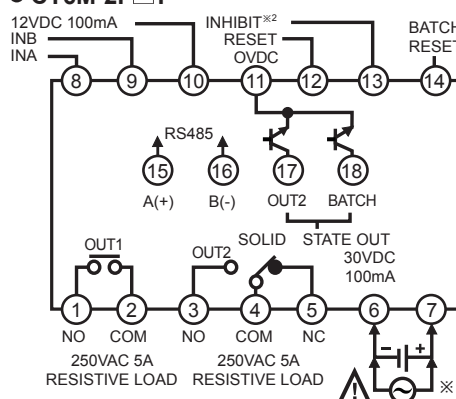 12VDC 100mA
INB
INA
INHIBIT※2
RESET
0VDC
BATCH
RESET
8 9 10 11 12 13 14
RS485
15 16 17 18
A(+) B(-) OUT2 BATCH
SOLID STATE OUT
30VDC
100mA
OUT1
OUT2
1 2 3 4 5 6 7
NO COM NO COM NC
250VAC 5A
RESISTIVE LOAD
250VAC 5A
RESISTIVE LOAD
- +
※